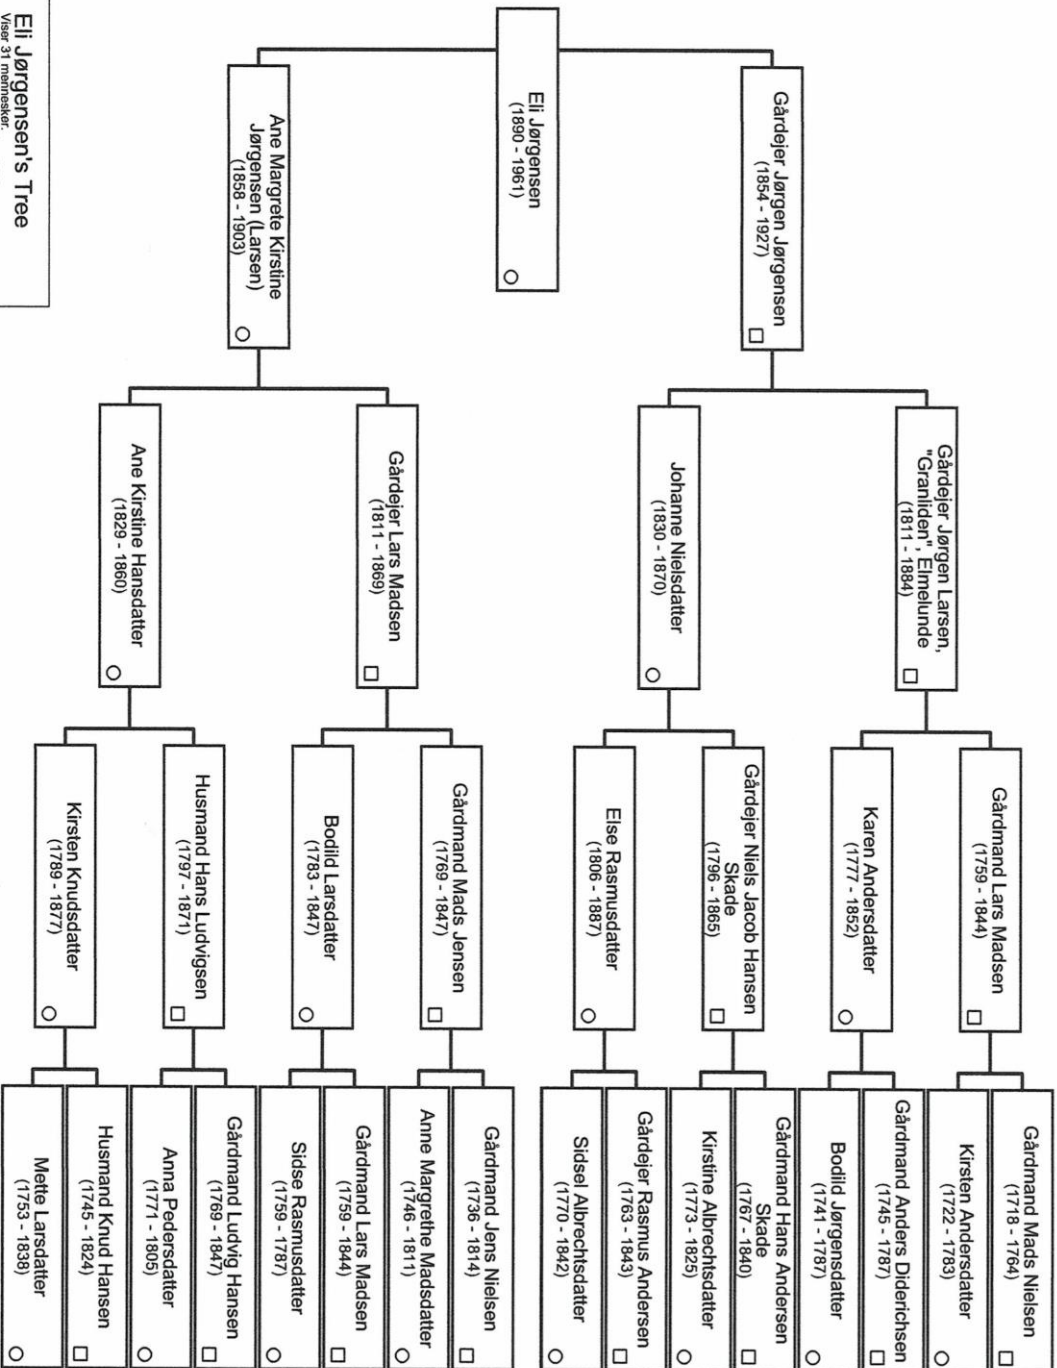 Eli Jørgensen
(1890 - 1961)
Gårdejer Jørgen Jørgensen
(1854 - 1927)
Ane Margrete Kirstine
Jørgensen (Larsen)
(1858 - 1903)
Gårdejer Jørgen Larsen,
"Granliden", Elmelunde
(1811 - 1884)
Johanne Nielsdatter
(1830 - 1870)
Gårdejer Lars Madsen
(1811 - 1869)
Ane Kirstine Hansdatter
(1829 - 1860)
Gårdmand Lars Madsen
(1759 - 1844)
Karen Andersdatter
(1777 - 1852)
Gårdejer Niels Jacob Hansen
Skade
(1796 - 1865)
Else Rasmusdatter
(1806 - 1887)
Gårdmand Mads Jensen
(1769 - 1847)
Bodild Larsdatter
(1783 - 1847)
Husmand Hans Ludvigsen
(1797 - 1871)
Kirsten Knudsdatter
(1789 - 1877)
Gårdmand Mads Nielsen
(1718 - 1764)
Kirsten Andersdatter
(1722 - 1783)
Gårdmand Anders Diderichsen
(1745 - 1787)
Bodild Jørgensdatter
(1741 - 1787)
Gårdmand Hans Andersen
Skade
(1767 - 1840)
Kirstine Albrechtsdatter
(1773 - 1825)
Gårdejer Rasmus Andersen
(1763 - 1843)
Sidsel Albrechtsdatter
(1770 - 1842)
Gårdmand Jens Nielsen
(1736 - 1814)
Anne Margrethe Madsdatter
(1746 - 1811)
Gårdmand Lars Madsen
(1759 - 1844)
Sidse Rasmusdatter
(1759 - 1787)
Gårdmand Ludvig Hansen
(1769 - 1847)
Anna Pedersdatter
(1771 - 1805)
Husmand Knud Hansen
(1745 - 1824)
Mette Larsdatter
(1753 - 1838)
Eli Jørgensen's Tree
Viser 31 mennesker.